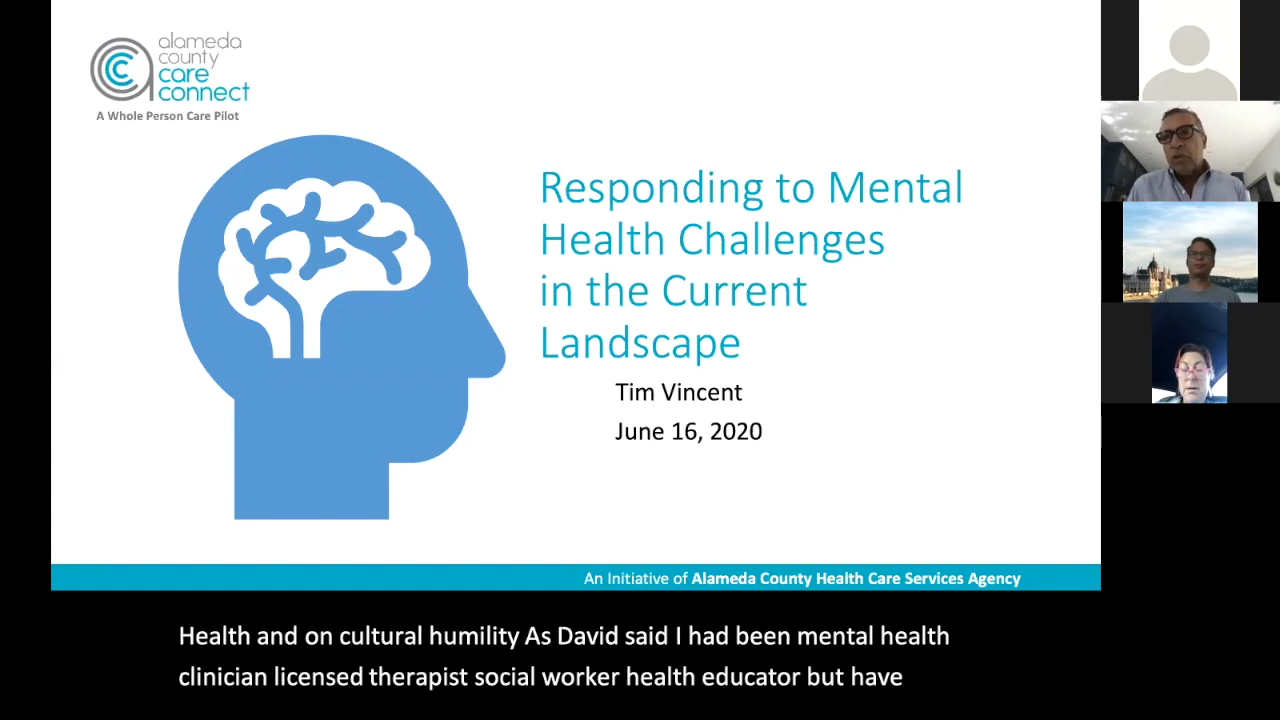 alameda
county
care
connect
A Whole Person Care Pilot
Responding to Mental
Health Challenges
in the Current
Landscape
Tim Vincent
June 16, 2020
An Initiative of Alameda County Health Care Services Agency
Health and on cultural humility As David said I had been mental health
clinician licensed therapist social worker health educator but have